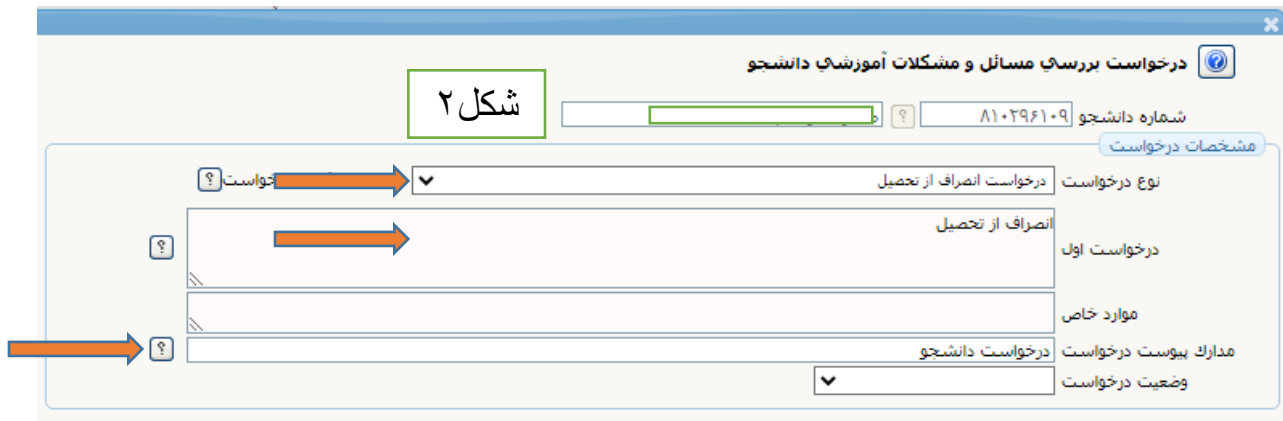 درخواست بررسي مسائل و مشكلات آموزشي دانشجو
شکل۲
شماره دانشجو ۸۱۰۲۹۶۱۰۹ ؟
مشخصات درخواست
نوع درخواست درخواست انصراف از تحصیل ؟
درخواست اول انصراف از تحصیل ؟
موارد خاص
مدارك پیوست درخواست درخواست دانشجو ؟
وضعیت درخواست